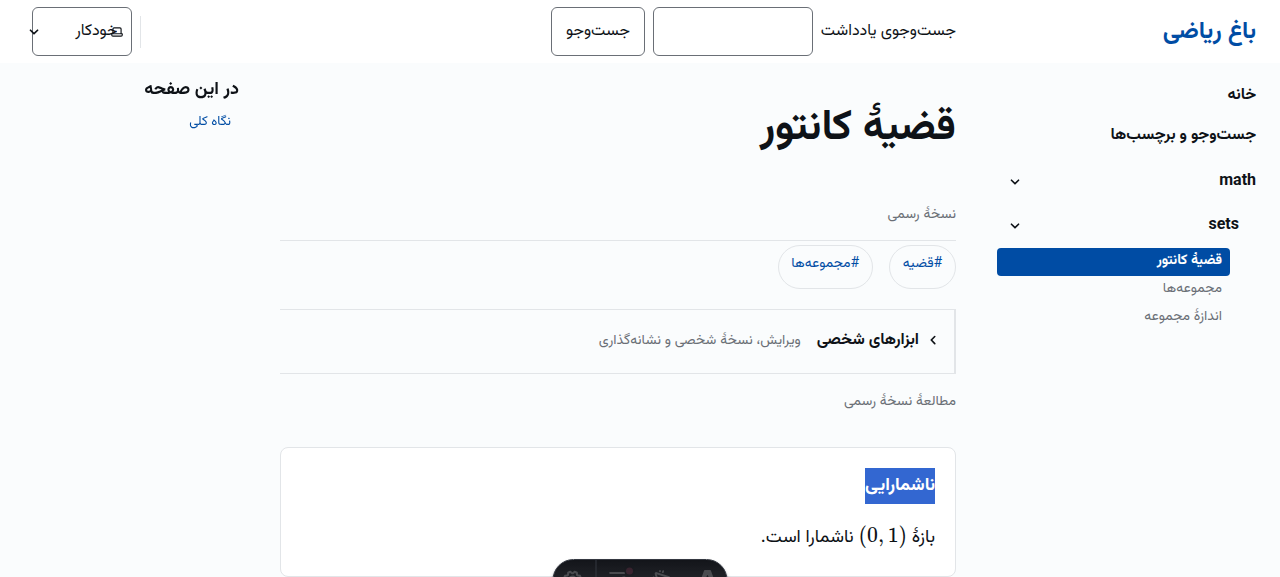 باغ ریاضی
جست‌وجوی یادداشت
جست‌وجو
خودکار
خانه
جست‌وجو و برچسب‌ها
math
sets
قضیهٔ کانتور
مجموعه‌ها
اندازهٔ مجموعه
قضیهٔ کانتور
نسخهٔ رسمی
#قضیه #مجموعه‌ها
ابزارهای شخصی ویرایش، نسخهٔ شخصی و نشانه‌گذاری
مطالعهٔ نسخهٔ رسمی
ناشمارایی
بازهٔ (0, 1) ناشمارا است.
در این صفحه
نگاه کلی